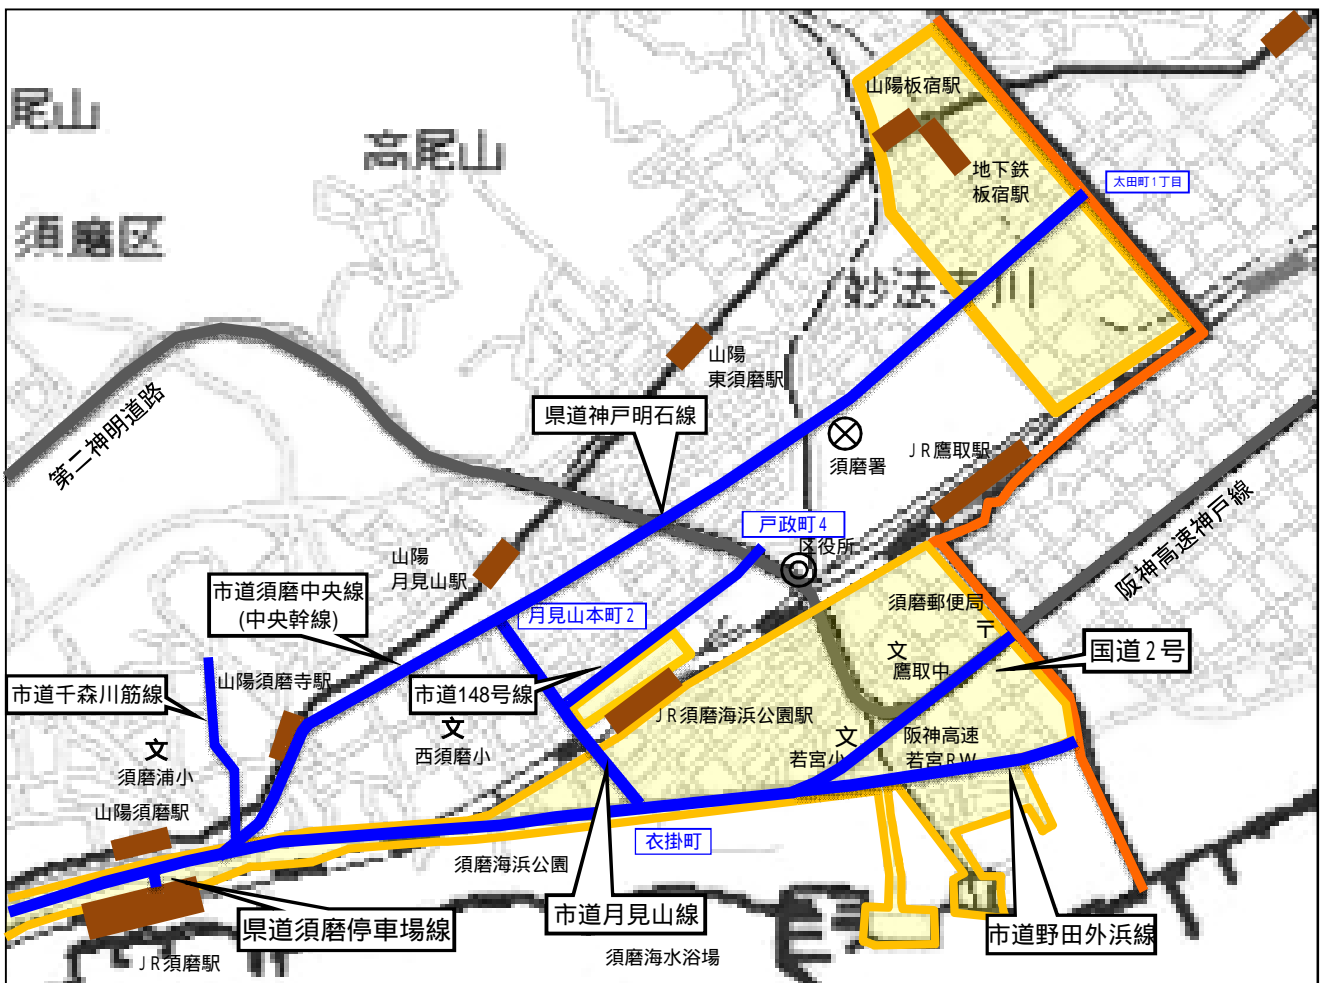 山陽板宿駅
尾山
高尾山
地下鉄
板宿駅
太田町1丁目
須磨区
妙法寺川
山陽
東須磨駅
第二神明道路
県道神戸明石線
須磨署
JR鷹取駅
阪神高速神戸線
戸政町4
区役所
山陽
月見山駅
市道須磨中央線
(中央幹線)
月見山本町2
須磨郵便局
〒
国道2号
文
鷹取中
市道千森川筋線
山陽須磨寺駅
市道148号線
JR須磨海浜公園駅
文
西須磨小
文
須磨浦小
文
若宮小
阪神高速
若宮RW
山陽須磨駅
衣掛町
須磨海浜公園
県道須磨停車場線
市道月見山線
市道野田外浜線
JR須磨駅
須磨海水浴場